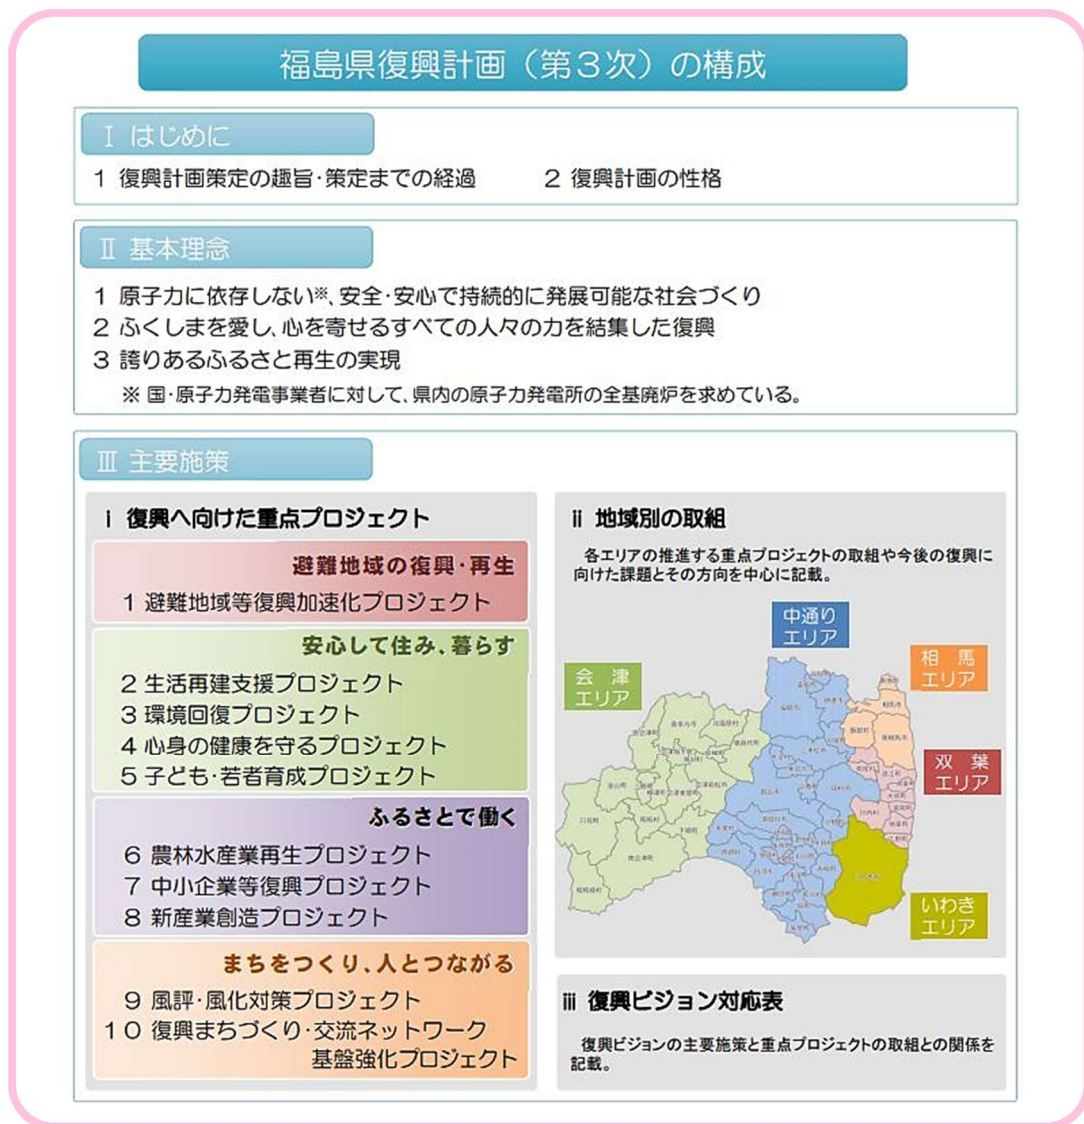 福島県復興計画（第３次）の構成
Ⅰ はじめに
１ 復興計画策定の趣旨・策定までの経過　２ 復興計画の性格
Ⅱ 基本理念
１ 原子力に依存しない※、安全・安心で持続的に発展可能な社会づくり
２ ふくしまを愛し、心を寄せるすべての人々の力を結集した復興
３ 誇りあるふるさと再生の実現
※ 国・原子力発電事業者に対して、県内の原子力発電所の全基廃炉を求めている。
Ⅲ 主要施策
ⅰ 復興へ向けた重点プロジェクト
避難地域の復興・再生
１ 避難地域等復興加速化プロジェクト
安心して住み、暮らす
２ 生活再建支援プロジェクト
３ 環境回復プロジェクト
４ 心身の健康を守るプロジェクト
５ 子ども・若者育成プロジェクト
ふるさとで働く
６ 農林水産業再生プロジェクト
７ 中小企業等復興プロジェクト
８ 新産業創造プロジェクト
まちをつくり、人とつながる
９ 風評・風化対策プロジェクト
１０ 復興まちづくり・交流ネットワーク
基盤強化プロジェクト
ⅱ 地域別の取組
各エリアの推進する重点プロジェクトの取組や今後の復興に
向けた課題とその方向を中心に記載。
中通り
エリア
相 馬
エリア
会 津
エリア
双 葉
エリア
いわき
エリア
ⅲ 復興ビジョン対応表
復興ビジョンの主要施策と重点プロジェクトの取組との関係を
記載。